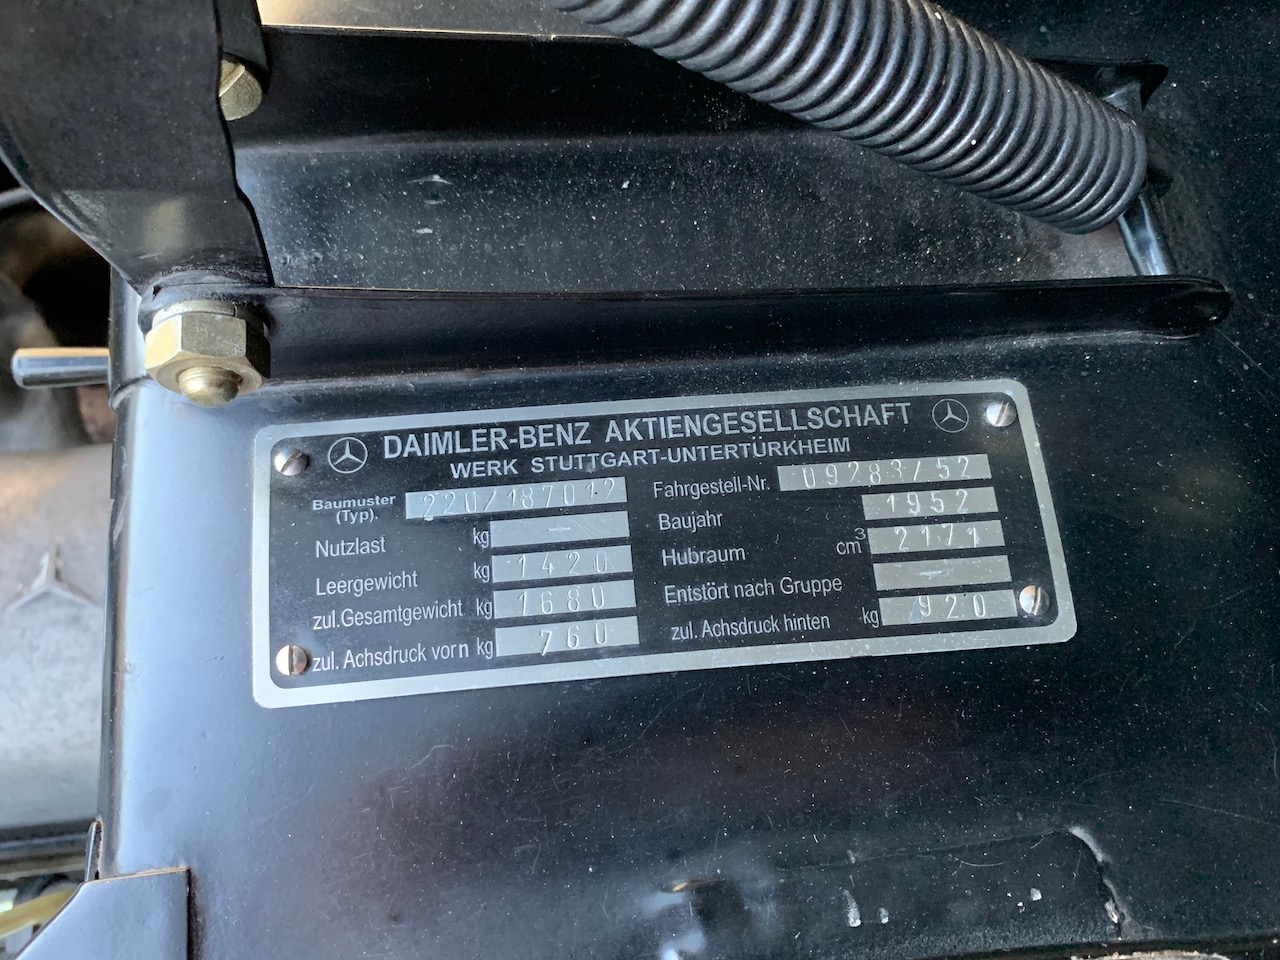 DAIMLER-BENZ AKTIENGESELLSCHAFT
WERK STUTTGART-UNTERTÜRKHEIM
Baumuster (Typ). 220/187012
Nutzlast kg –
Leergewicht kg 1420
zul.Gesamtgewicht kg 1680
zul. Achsdruck vorn kg 760
Fahrgestell-Nr. 09283/52
Baujahr 1952
Hubraum cm³ 2171
Entstört nach Gruppe –
zul. Achsdruck hinten kg 920